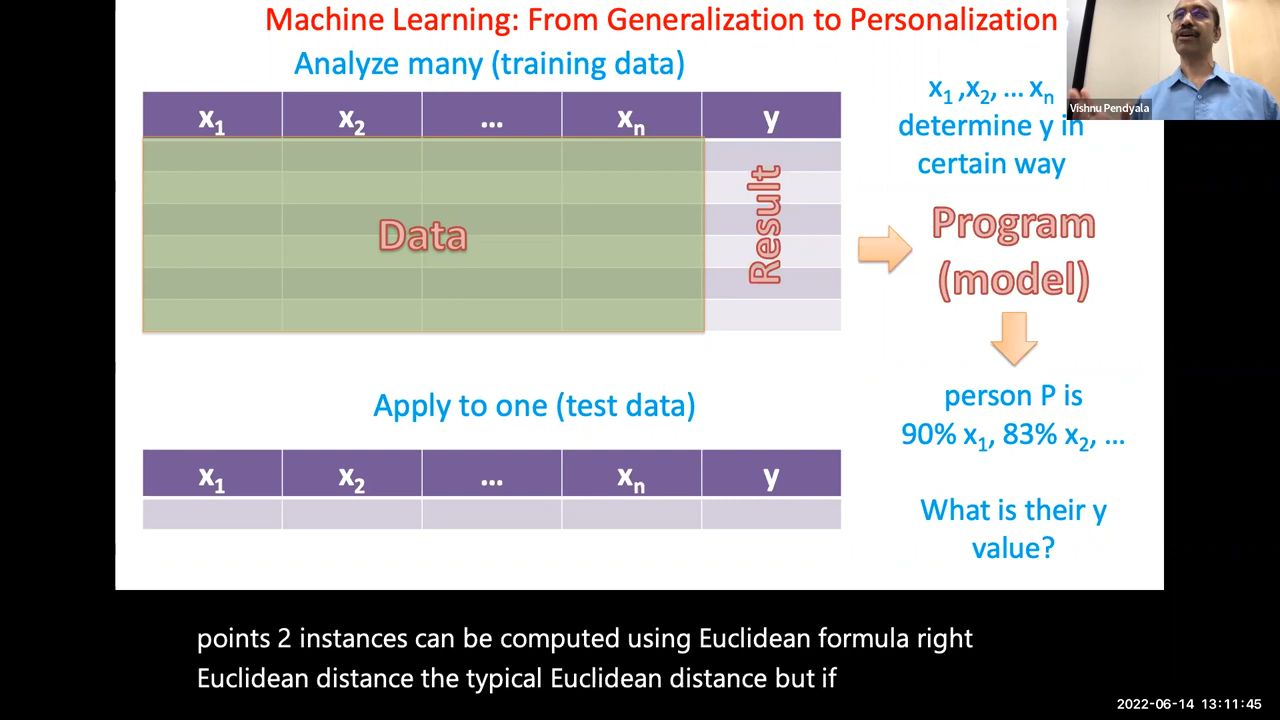 Machine Learning: From Generalization to Personalization
Analyze many (training data)
x1 x2 ... xn y
Data
Result
x1 ,x2, ... xn
determine y in
certain way
Program
(model)
person P is
90% x1, 83% x2, ...
What is their y
value?
Apply to one (test data)
x1 x2 ... xn y
Vishnu Pendyala
points 2 instances can be computed using Euclidean formula right
Euclidean distance the typical Euclidean distance but if
2022-06-14 13:11:45